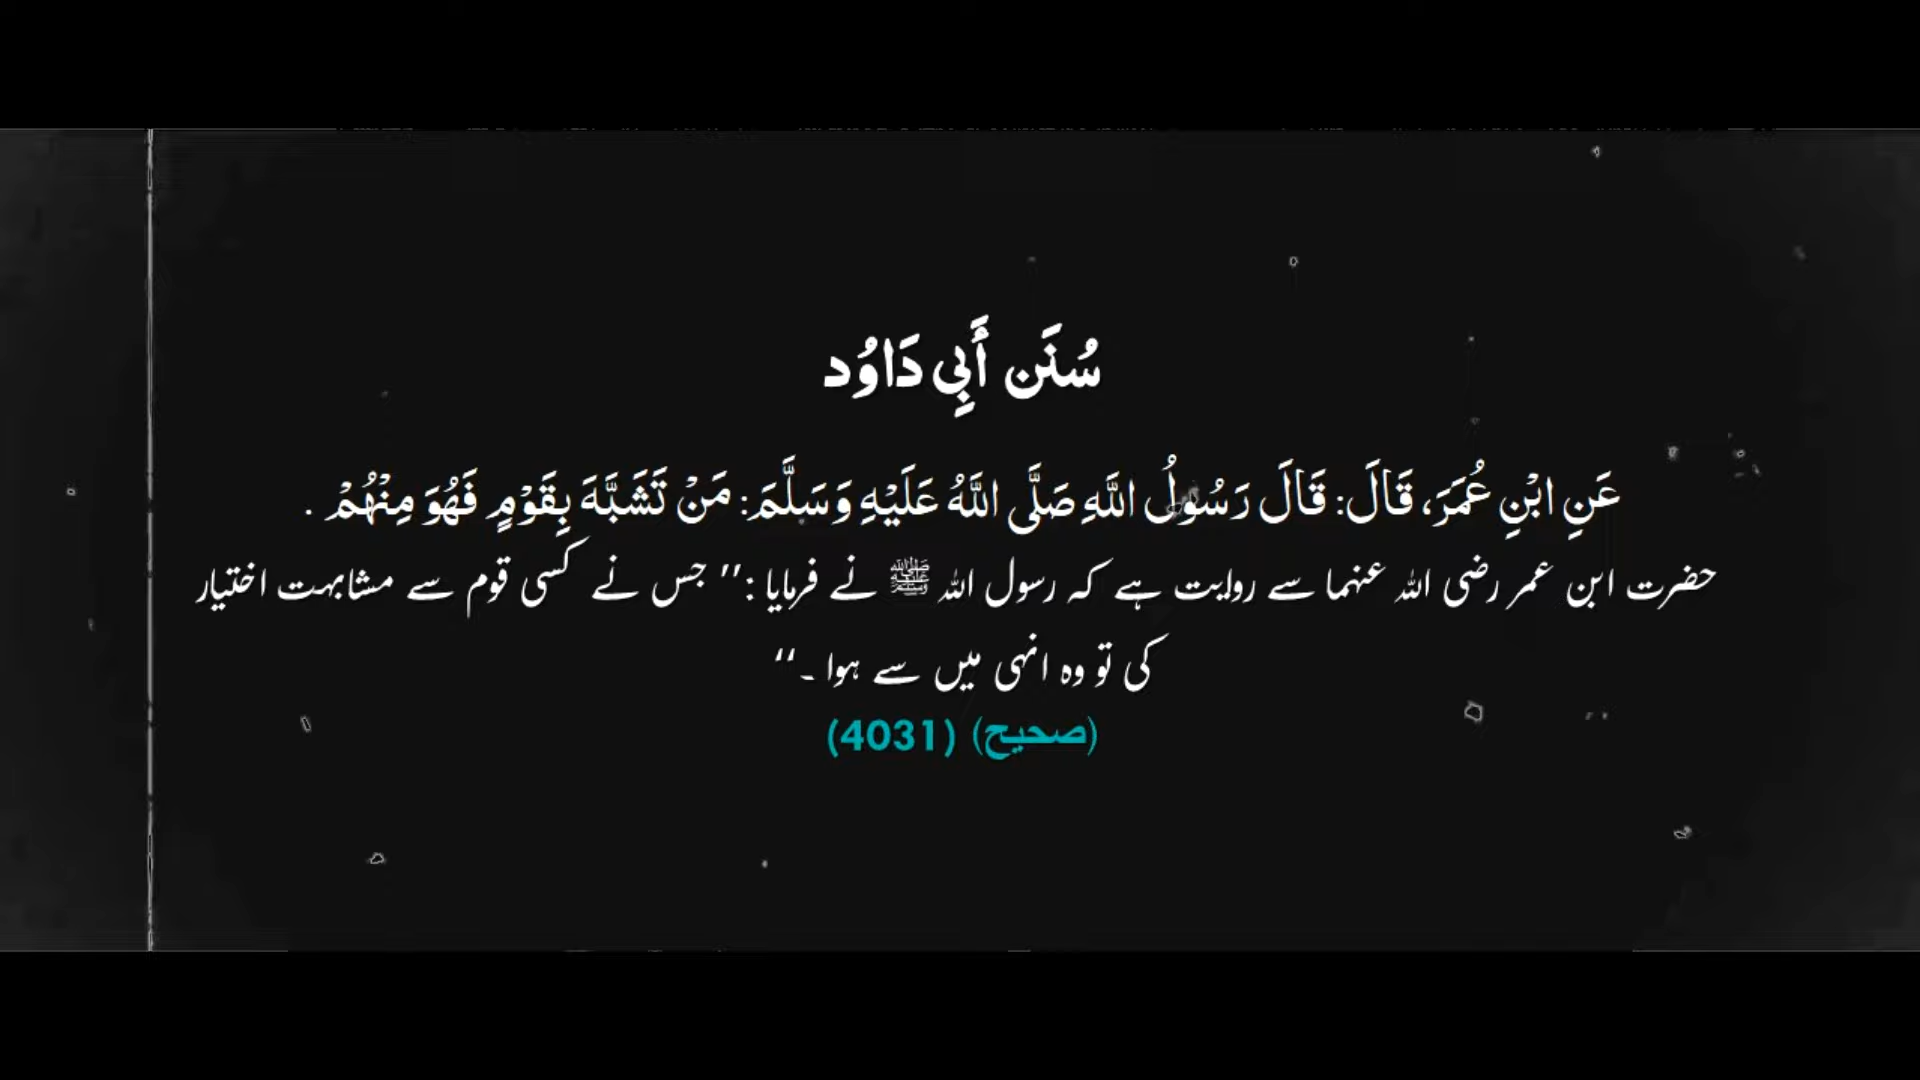 سُنَن أَبِي دَاوُد
عَنِ ابْنِ عُمَرَ، قَالَ: قَالَ رَسُولُ اللَّهِ صَلَّى اللَّهُ عَلَيْهِ وَسَلَّمَ: مَنْ تَشَبَّهَ بِقَوْمٍ فَهُوَ مِنْهُمْ .
حضرت ابن عمر رضی اللہ عنہما سے روایت ہے کہ رسول اللہ ﷺ نے فرمایا :’’ جس نے کسی قوم سے مشابہت اختیار
کی تو وہ انہی میں سے ہوا ۔‘‘
(صحیح) (4031)